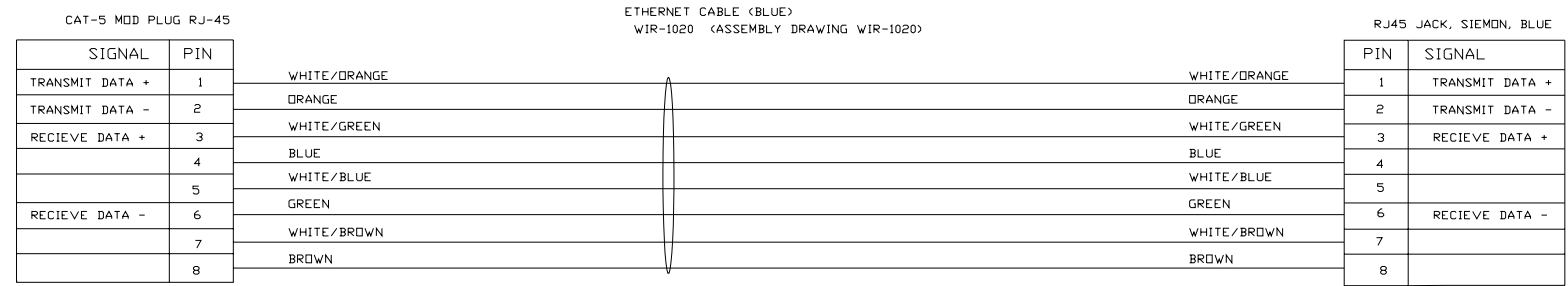 ETHERNET CABLE (BLUE)
WIR-1020 (ASSEMBLY DRAWING WIR-1020)
CAT-5 MOD PLUG RJ-45
RJ45 JACK, SIEMON, BLUE
SIGNAL PIN PIN SIGNAL
TRANSMIT DATA + 1 WHITE/ORANGE WHITE/ORANGE 1 TRANSMIT DATA +
TRANSMIT DATA - 2 ORANGE ORANGE 2 TRANSMIT DATA -
RECIEVE DATA + 3 WHITE/GREEN WHITE/GREEN 3 RECIEVE DATA +
4 BLUE BLUE 4
5 WHITE/BLUE WHITE/BLUE 5
RECIEVE DATA - 6 GREEN GREEN 6 RECIEVE DATA -
7 WHITE/BROWN WHITE/BROWN 7
8 BROWN BROWN 8